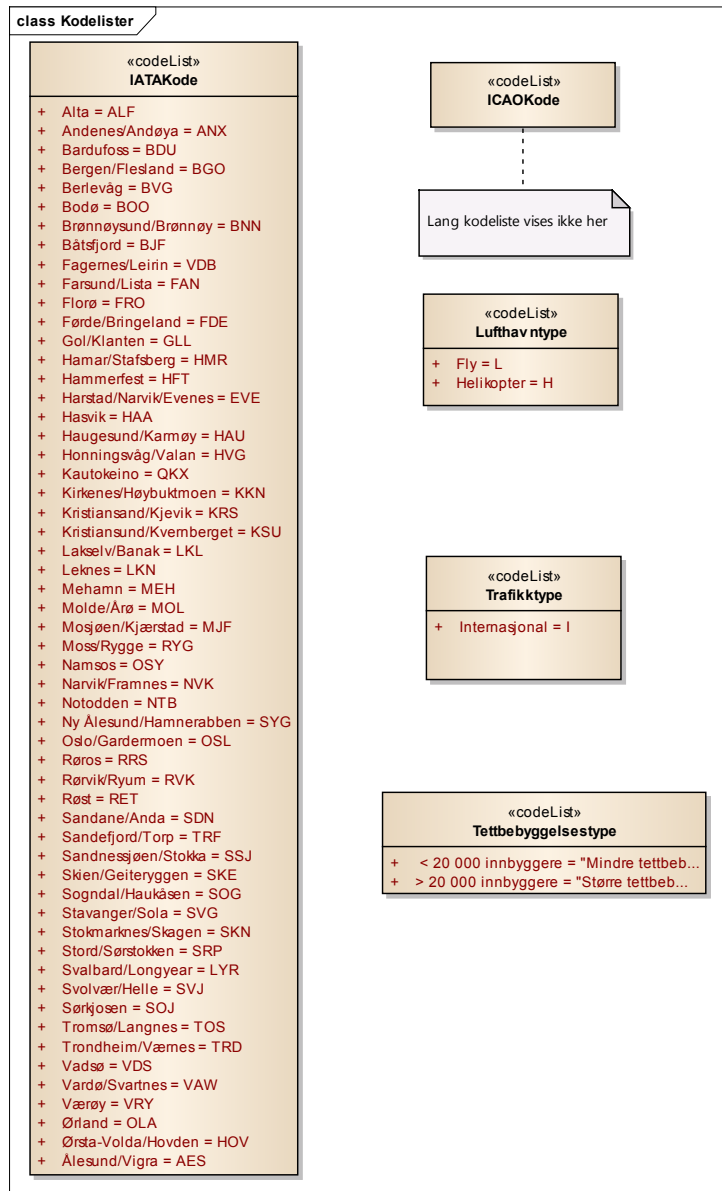 class Kodelister
«codeList»
IATAKode
+ Alta = ALF
+ Andenes/Andøya = ANX
+ Bardufoss = BDU
+ Bergen/Flesland = BGO
+ Berlevåg = BVG
+ Bodø = BOO
+ Brønnøysund/Brønnøy = BNN
+ Båtsfjord = BJF
+ Fagernes/Leirin = VDB
+ Farsund/Lista = FAN
+ Florø = FRO
+ Førde/Bringeland = FDE
+ Gol/Klanten = GLL
+ Hamar/Stafsberg = HMR
+ Hammerfest = HFT
+ Harstad/Narvik/Evenes = EVE
+ Hasvik = HAA
+ Haugesund/Karmøy = HAU
+ Honningsvåg/Valan = HVG
+ Kautokeino = QKX
+ Kirkenes/Høybuktmoen = KKN
+ Kristiansand/Kjevik = KRS
+ Kristiansund/Kvernberget = KSU
+ Lakselv/Banak = LKL
+ Leknes = LKN
+ Mehamn = MEH
+ Molde/Årø = MOL
+ Mosjøen/Kjærstad = MJF
+ Moss/Rygge = RYG
+ Namsos = OSY
+ Narvik/Framnes = NVK
+ Notodden = NTB
+ Ny Ålesund/Hamnerabben = SYG
+ Oslo/Gardermoen = OSL
+ Røros = RRS
+ Rørvik/Ryum = RVK
+ Røst = RET
+ Sandane/Anda = SDN
+ Sandefjord/Torp = TRF
+ Sandnessjøen/Stokka = SSJ
+ Skien/Geiteryggen = SKE
+ Sogndal/Haukåsen = SOG
+ Stavanger/Sola = SVG
+ Stokmarknes/Skagen = SKN
+ Stord/Sørstokken = SRP
+ Svalbard/Longyear = LYR
+ Svolvær/Helle = SVJ
+ Sørkjosen = SOJ
+ Tromsø/Langnes = TOS
+ Trondheim/Værnes = TRD
+ Vadsø = VDS
+ Vardø/Svartnes = VAW
+ Værøy = VRY
+ Ørland = OLA
+ Ørsta-Volda/Hovden = HOV
+ Ålesund/Vigra = AES
«codeList»
ICAOKode
Lang kodeliste vises ikke her
«codeList»
Lufthavntype
+ Fly = L
+ Helikopter = H
«codeList»
Trafikktype
+ Internasjonal = I
«codeList»
Tettbebyggelsestype
+ < 20 000 innbyggere = "Mindre tettbeb...
+ > 20 000 innbyggere = "Større tettbeb...